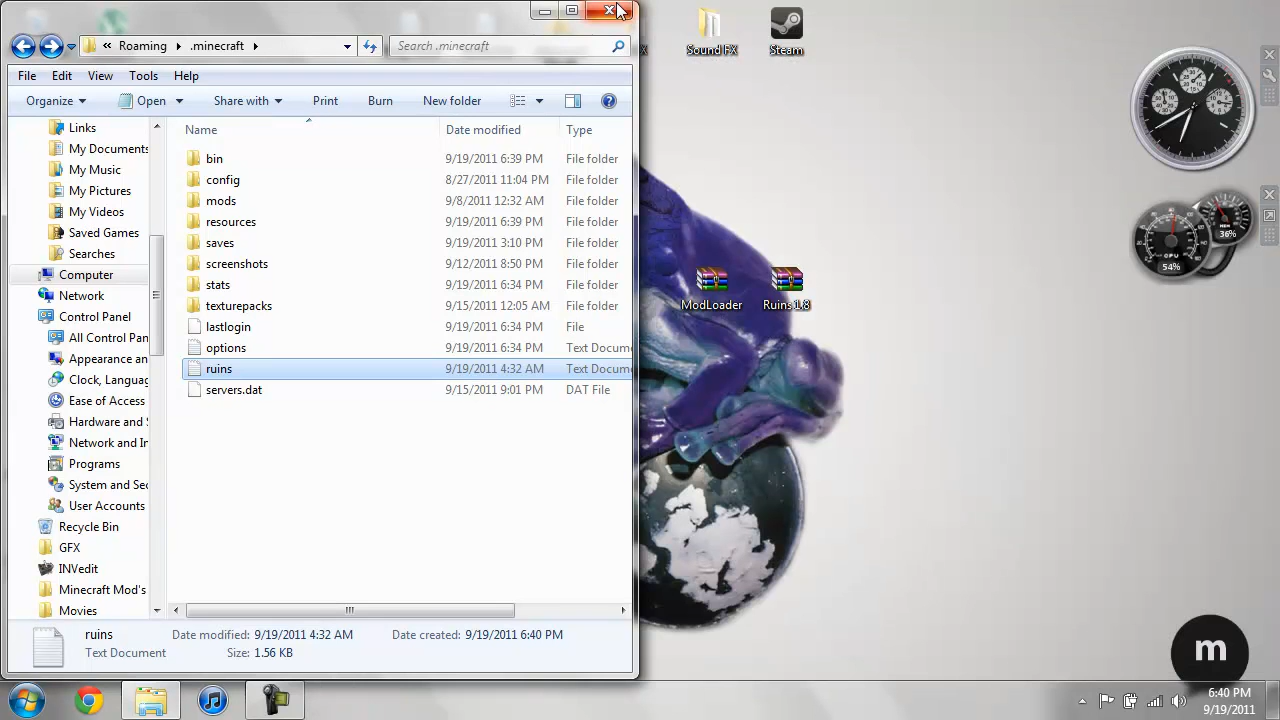 « Roaming ▸ .minecraft ▸
Search .minecraft
File Edit View Tools Help
Organize Open Share with Print Burn New folder
Links
My Documents
My Music
My Pictures
My Videos
Saved Games
Searches
Computer
Network
Control Panel
All Control Pan
Appearance an
Clock, Languag
Ease of Access
Hardware and
Network and In
Programs
System and Sec
User Accounts
Recycle Bin
GFX
INVedit
Minecraft Mod's
Movies
Name Date modified Type
bin 9/19/2011 6:39 PM File folder
config 8/27/2011 11:04 PM File folder
mods 9/8/2011 12:32 AM File folder
resources 9/19/2011 6:39 PM File folder
saves 9/19/2011 3:10 PM File folder
screenshots 9/12/2011 8:50 PM File folder
stats 9/19/2011 6:34 PM File folder
texturepacks 9/15/2011 12:05 AM File folder
lastlogin 9/19/2011 6:34 PM File
options 9/19/2011 6:34 PM Text Docum
ruins 9/19/2011 4:32 AM Text Docum
servers.dat 9/15/2011 9:01 PM DAT File
ruins Date modified: 9/19/2011 4:32 AM Date created: 9/19/2011 6:40 PM
Text Document Size: 1.56 KB
Sound FX
Steam
ModLoader
Ruins 1.8
CPU
54%
MEM
36%
m
6:40 PM
9/19/2011